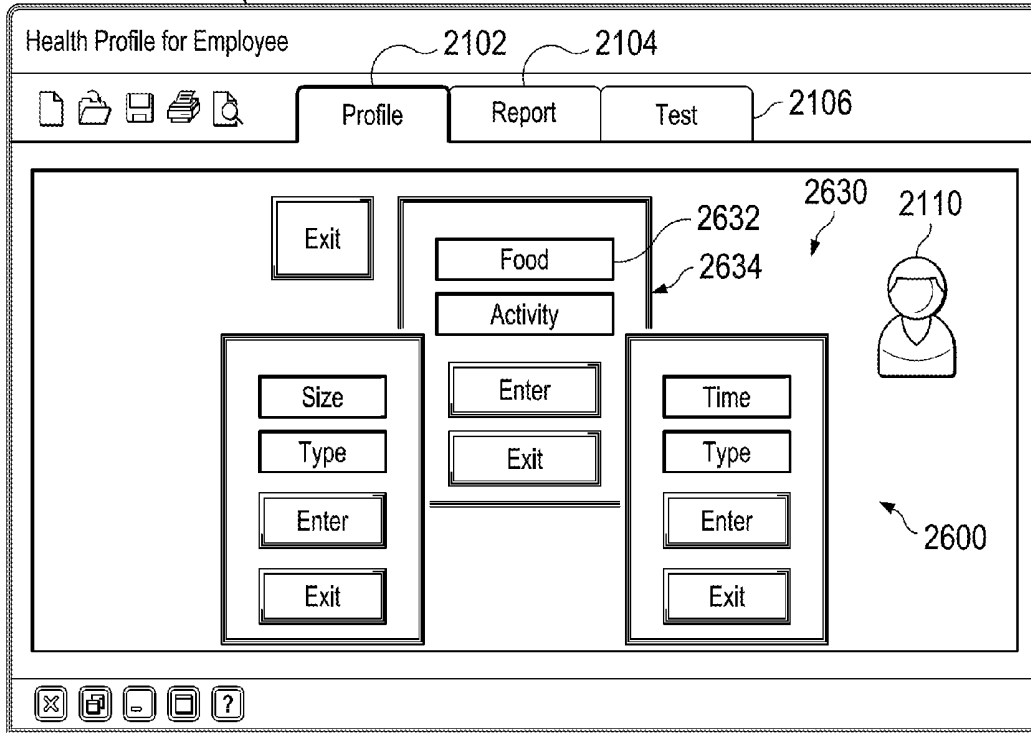 Health Profile for Employee
2102
2104
Profile
Report
Test
2106
2630
2110
Exit
2632
Food
2634
Activity
Size
Enter
Time
Type
Exit
Type
Enter
Enter
2600
Exit
Exit
?